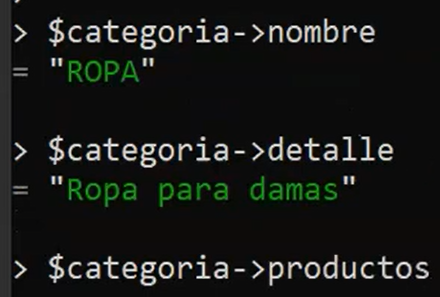 > $categoria->nombre
= "ROPA"
> $categoria->detalle
= "Ropa para damas"
> $categoria->productos